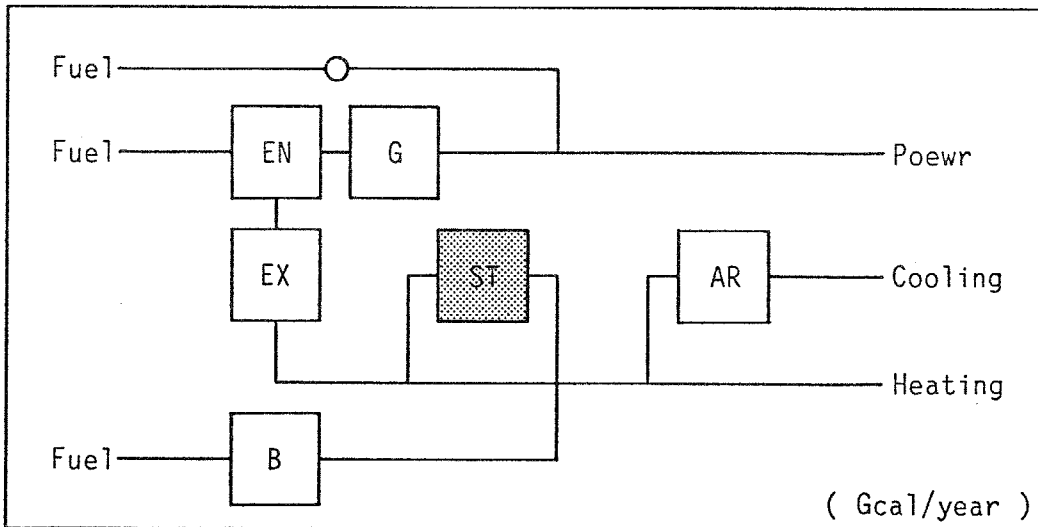 Fuel
Fuel EN G Poewr
EX ST AR Cooling
Heating
Fuel B
( Gcal/year )